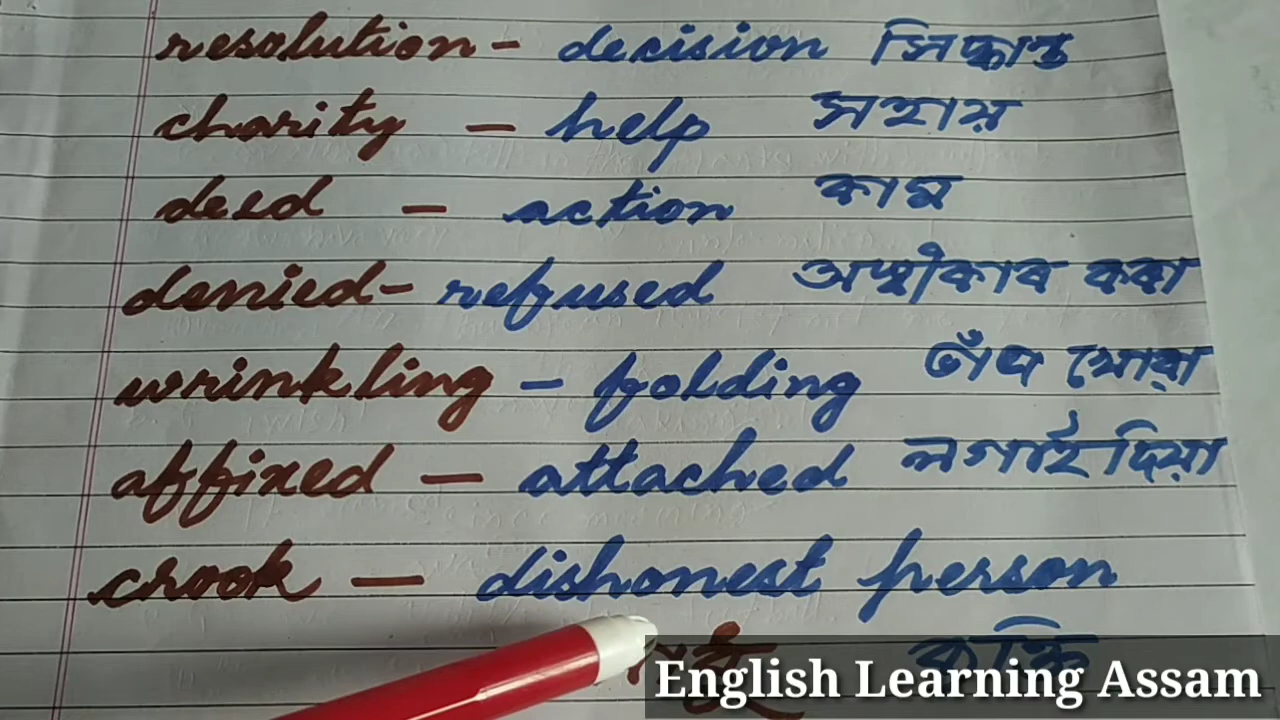 resolution - decision সিদ্ধান্ত
charity - help সহায়
deed - action কাম
denied - refused অস্বীকাৰ কৰা
wrinkling - folding ভাঁপ খোৱা
affixed - attached লগাই দিয়া
crook - dishonest person
ব্যক্তি
English Learning Assam